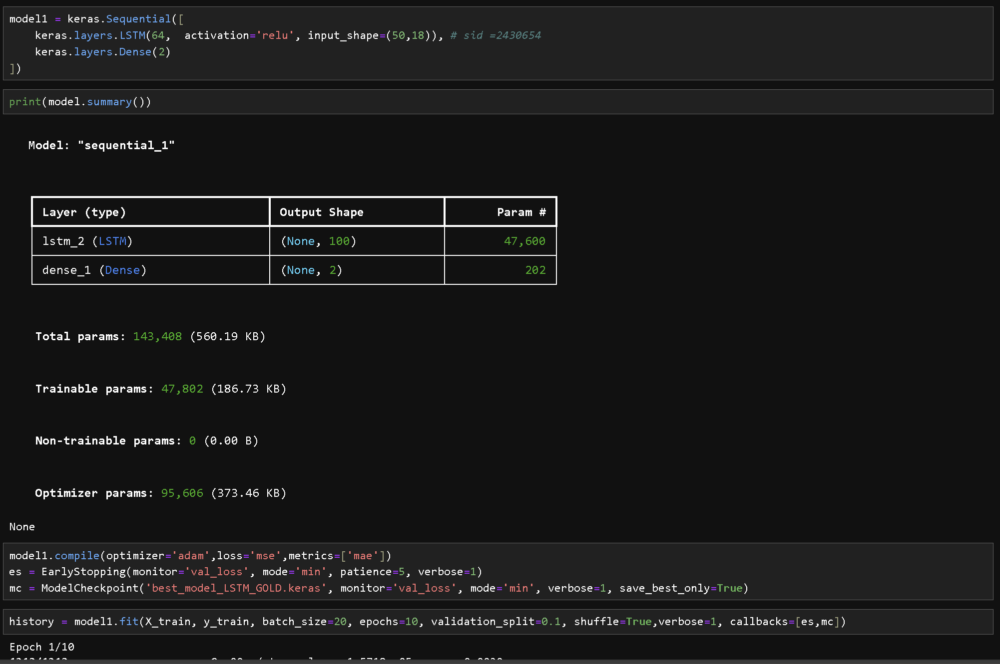 model1 = keras.Sequential([
    keras.layers.LSTM(64,  activation='relu', input_shape=(50,18)), # sid =2430654
    keras.layers.Dense(2)
])
print(model.summary())
Model: "sequential_1"
Layer (type) Output Shape Param #
lstm_2 (LSTM) (None, 100) 47,600
dense_1 (Dense) (None, 2) 202
Total params: 143,408 (560.19 KB)
Trainable params: 47,802 (186.73 KB)
Non-trainable params: 0 (0.00 B)
Optimizer params: 95,606 (373.46 KB)
None
model1.compile(optimizer='adam',loss='mse',metrics=['mae'])
es = EarlyStopping(monitor='val_loss', mode='min', patience=5, verbose=1)
mc = ModelCheckpoint('best_model_LSTM_GOLD.keras', monitor='val_loss', mode='min', verbose=1, save_best_only=True)
history = model1.fit(X_train, y_train, batch_size=20, epochs=10, validation_split=0.1, shuffle=True,verbose=1, callbacks=[es,mc])
Epoch 1/10